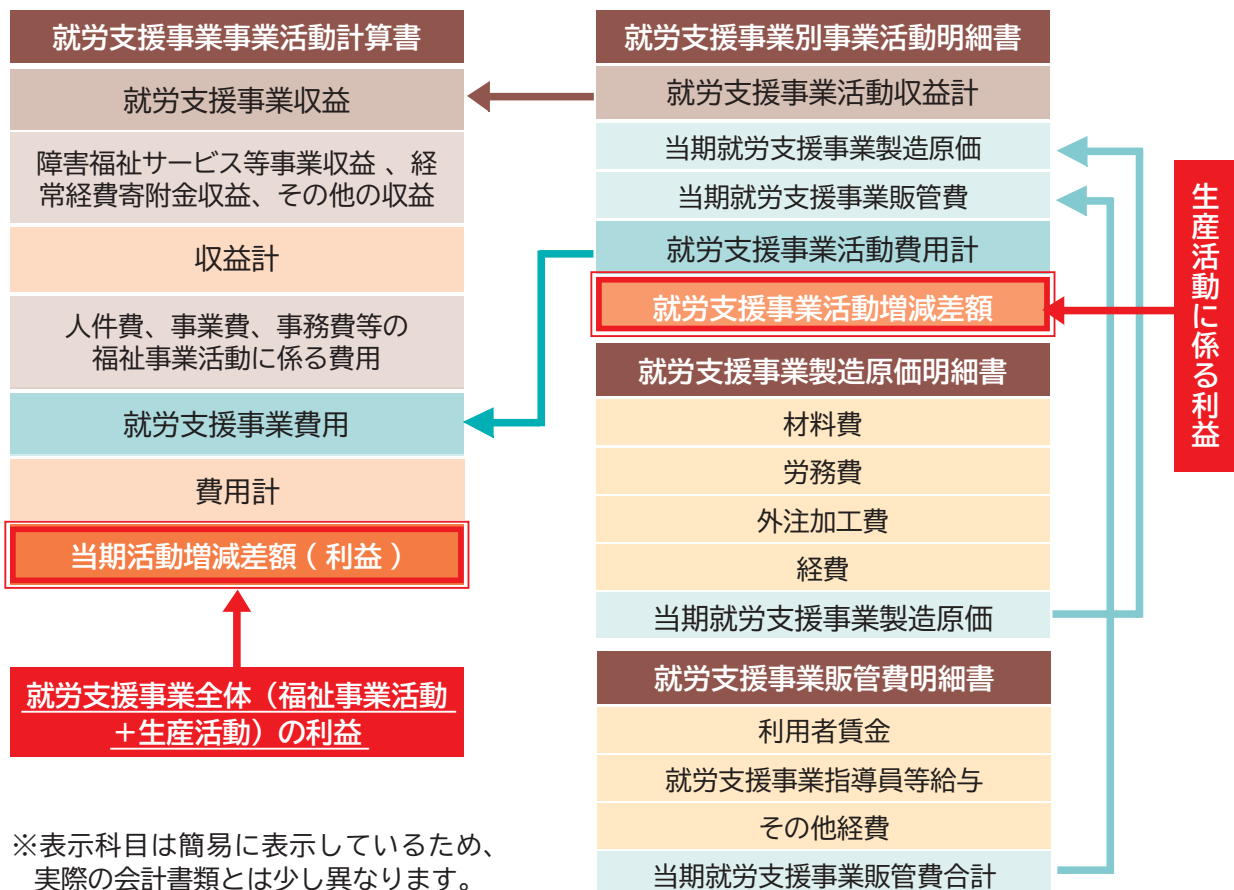 就労支援事業事業活動計算書
就労支援事業収益
障害福祉サービス等事業収益 、経
常経費寄附金収益、その他の収益
収益計
人件費、事業費、事務費等の
福祉事業活動に係る費用
就労支援事業費用
費用計
当期活動増減差額（利益）
就労支援事業全体（福祉事業活動
＋生産活動）の利益
※表示科目は簡易に表示しているため、
実際の会計書類とは少し異なります。
就労支援事業別事業活動明細書
就労支援事業活動収益計
当期就労支援事業製造原価
当期就労支援事業販管費
就労支援事業活動費用計
就労支援事業活動増減差額
就労支援事業製造原価明細書
材料費
労務費
外注加工費
経費
当期就労支援事業製造原価
就労支援事業販管費明細書
利用者賃金
就労支援事業指導員等給与
その他経費
当期就労支援事業販管費合計
生産活動に係る利益